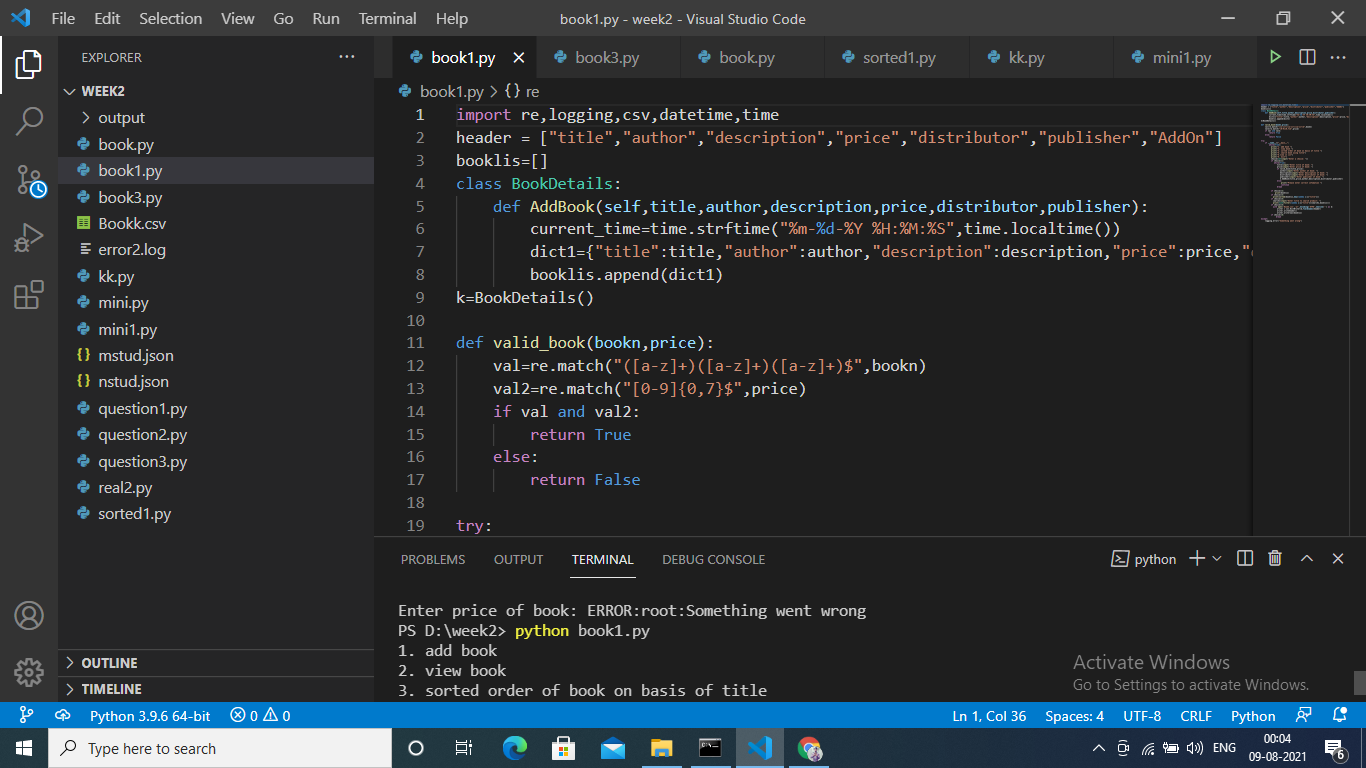 File Edit Selection View Go Run Terminal Help
book1.py - week2 - Visual Studio Code
EXPLORER
WEEK2
output
book.py
book1.py
book3.py
Bookk.csv
error2.log
kk.py
mini.py
mini1.py
mstud.json
nstud.json
question1.py
question2.py
question3.py
real2.py
sorted1.py
OUTLINE
TIMELINE
book1.py book3.py book.py sorted1.py kk.py mini1.py
book1.py > {} re
1 import re,logging,csv,datetime,time
2 header = ["title","author","description","price","distributor","publisher","AddOn"]
3 booklis=[]
4 class BookDetails:
5 def AddBook(self,title,author,description,price,distributor,publisher):
6 current_time=time.strftime("%m-%d-%Y %H:%M:%S",time.localtime())
7 dict1={"title":title,"author":author,"description":description,"price":price,"
8 booklis.append(dict1)
9 k=BookDetails()
10
11 def valid_book(bookn,price):
12 val=re.match("([a-z]+)([a-z]+)([a-z]+)$",bookn)
13 val2=re.match("[0-9]{0,7}$",price)
14 if val and val2:
15 return True
16 else:
17 return False
18
19 try:
PROBLEMS OUTPUT TERMINAL DEBUG CONSOLE
python
Enter price of book: ERROR:root:Something went wrong
PS D:\week2> python book1.py
1. add book
2. view book
3. sorted order of book on basis of title
Activate Windows
Go to Settings to activate Windows.
Python 3.9.6 64-bit 0 0 Ln 1, Col 36 Spaces: 4 UTF-8 CRLF Python
Type here to search
ENG
00:04
09-08-2021
6